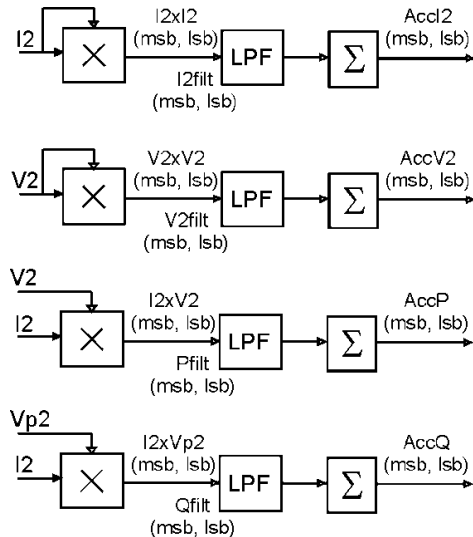 I2xI2
(msb, lsb)
AccI2
(msb, lsb)
I2
×
LPF
Σ
I2filt
(msb, lsb)
V2xV2
(msb, lsb)
AccV2
(msb, lsb)
V2
×
LPF
Σ
V2filt
(msb, lsb)
V2
I2xV2
(msb, lsb)
AccP
(msb, lsb)
I2
×
LPF
Σ
Pfilt
(msb, lsb)
Vp2
I2xVp2
(msb, lsb)
AccQ
(msb, lsb)
I2
×
LPF
Σ
Qfilt
(msb, lsb)